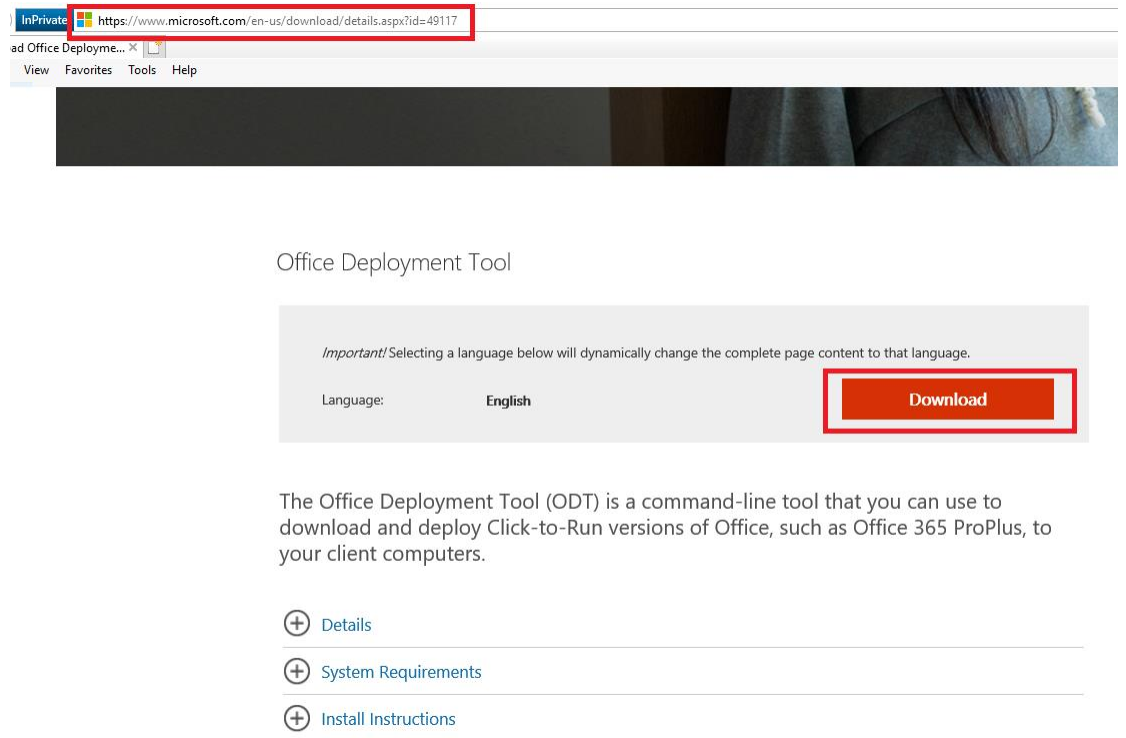 InPrivate https://www.microsoft.com/en-us/download/details.aspx?id=49117
ad Office Deployme...
View Favorites Tools Help
Office Deployment Tool
Important! Selecting a language below will dynamically change the complete page content to that language.
Language: English Download
The Office Deployment Tool (ODT) is a command-line tool that you can use to
download and deploy Click-to-Run versions of Office, such as Office 365 ProPlus, to
your client computers.
Details
System Requirements
Install Instructions